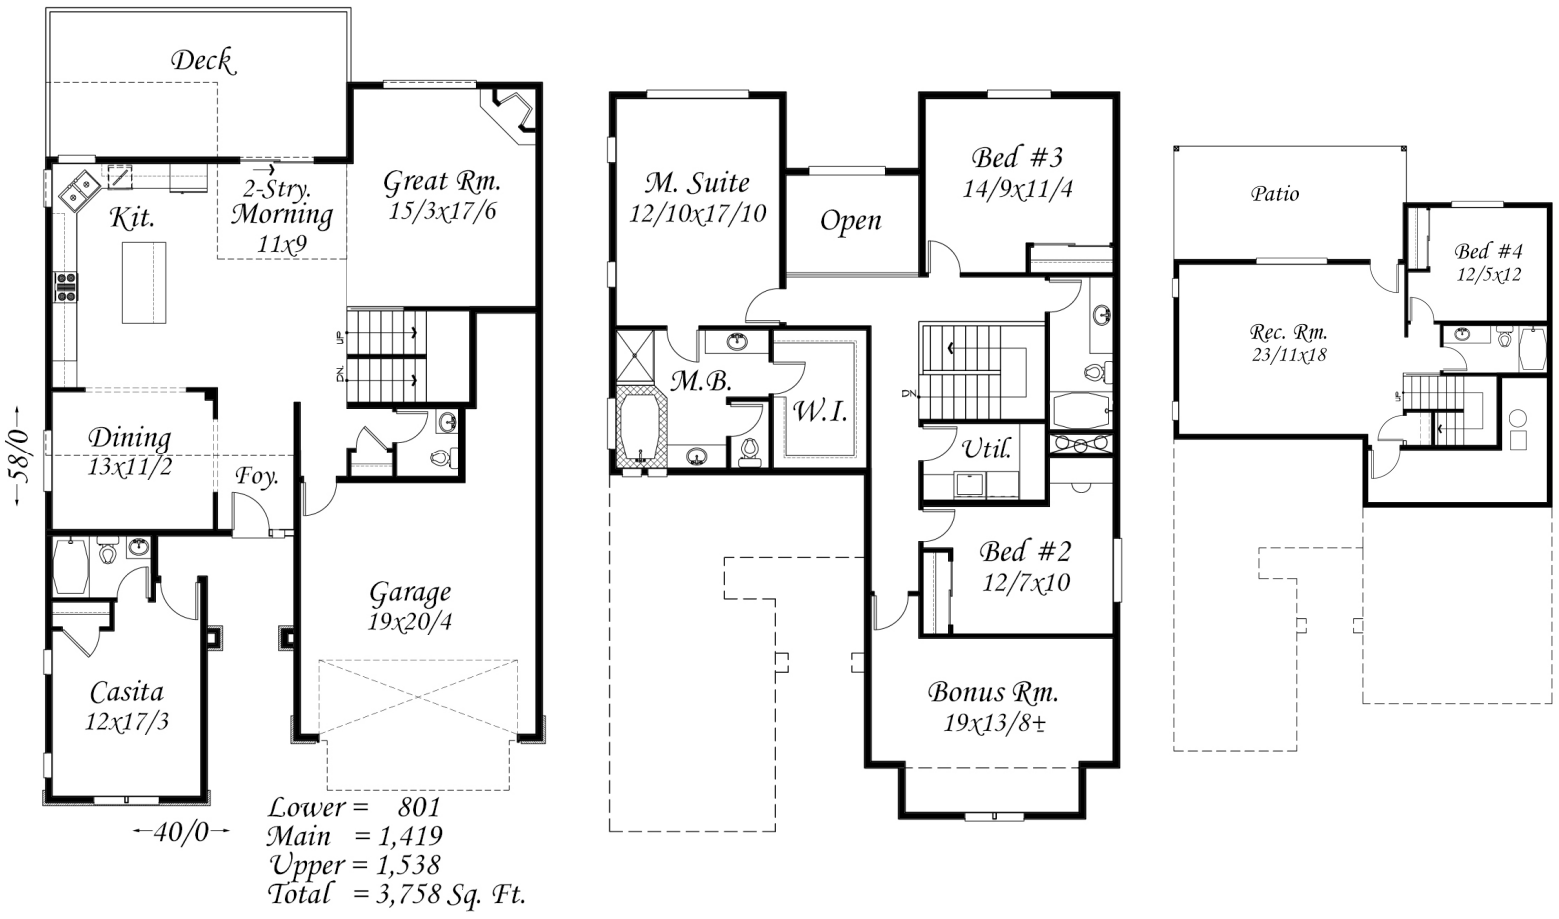 Deck
Great Rm.
15/3x17/6
2-Stry.
Morning
11x9
Kit.
UP
DN.
Dining
13x11/2
Foy.
58/0
Garage
19x20/4
Casita
12x17/3
40/0
Lower = 801
Main = 1,419
Upper = 1,538
Total = 3,758 Sq. Ft.
M. Suite
12/10x17/10
Open
Bed #3
14/9x11/4
M.B.
W.I.
DN
Util.
Bed #2
12/7x10
Bonus Rm.
19x13/8±
Patio
Bed #4
12/5x12
Rec. Rm.
23/11x18
UP